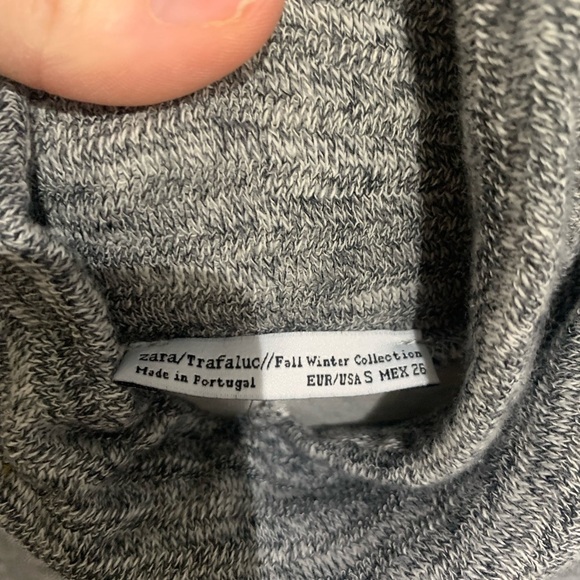 zara/Trafaluc//Fall Winter Collection
Made in Portugal EUR/USA S MEX 26